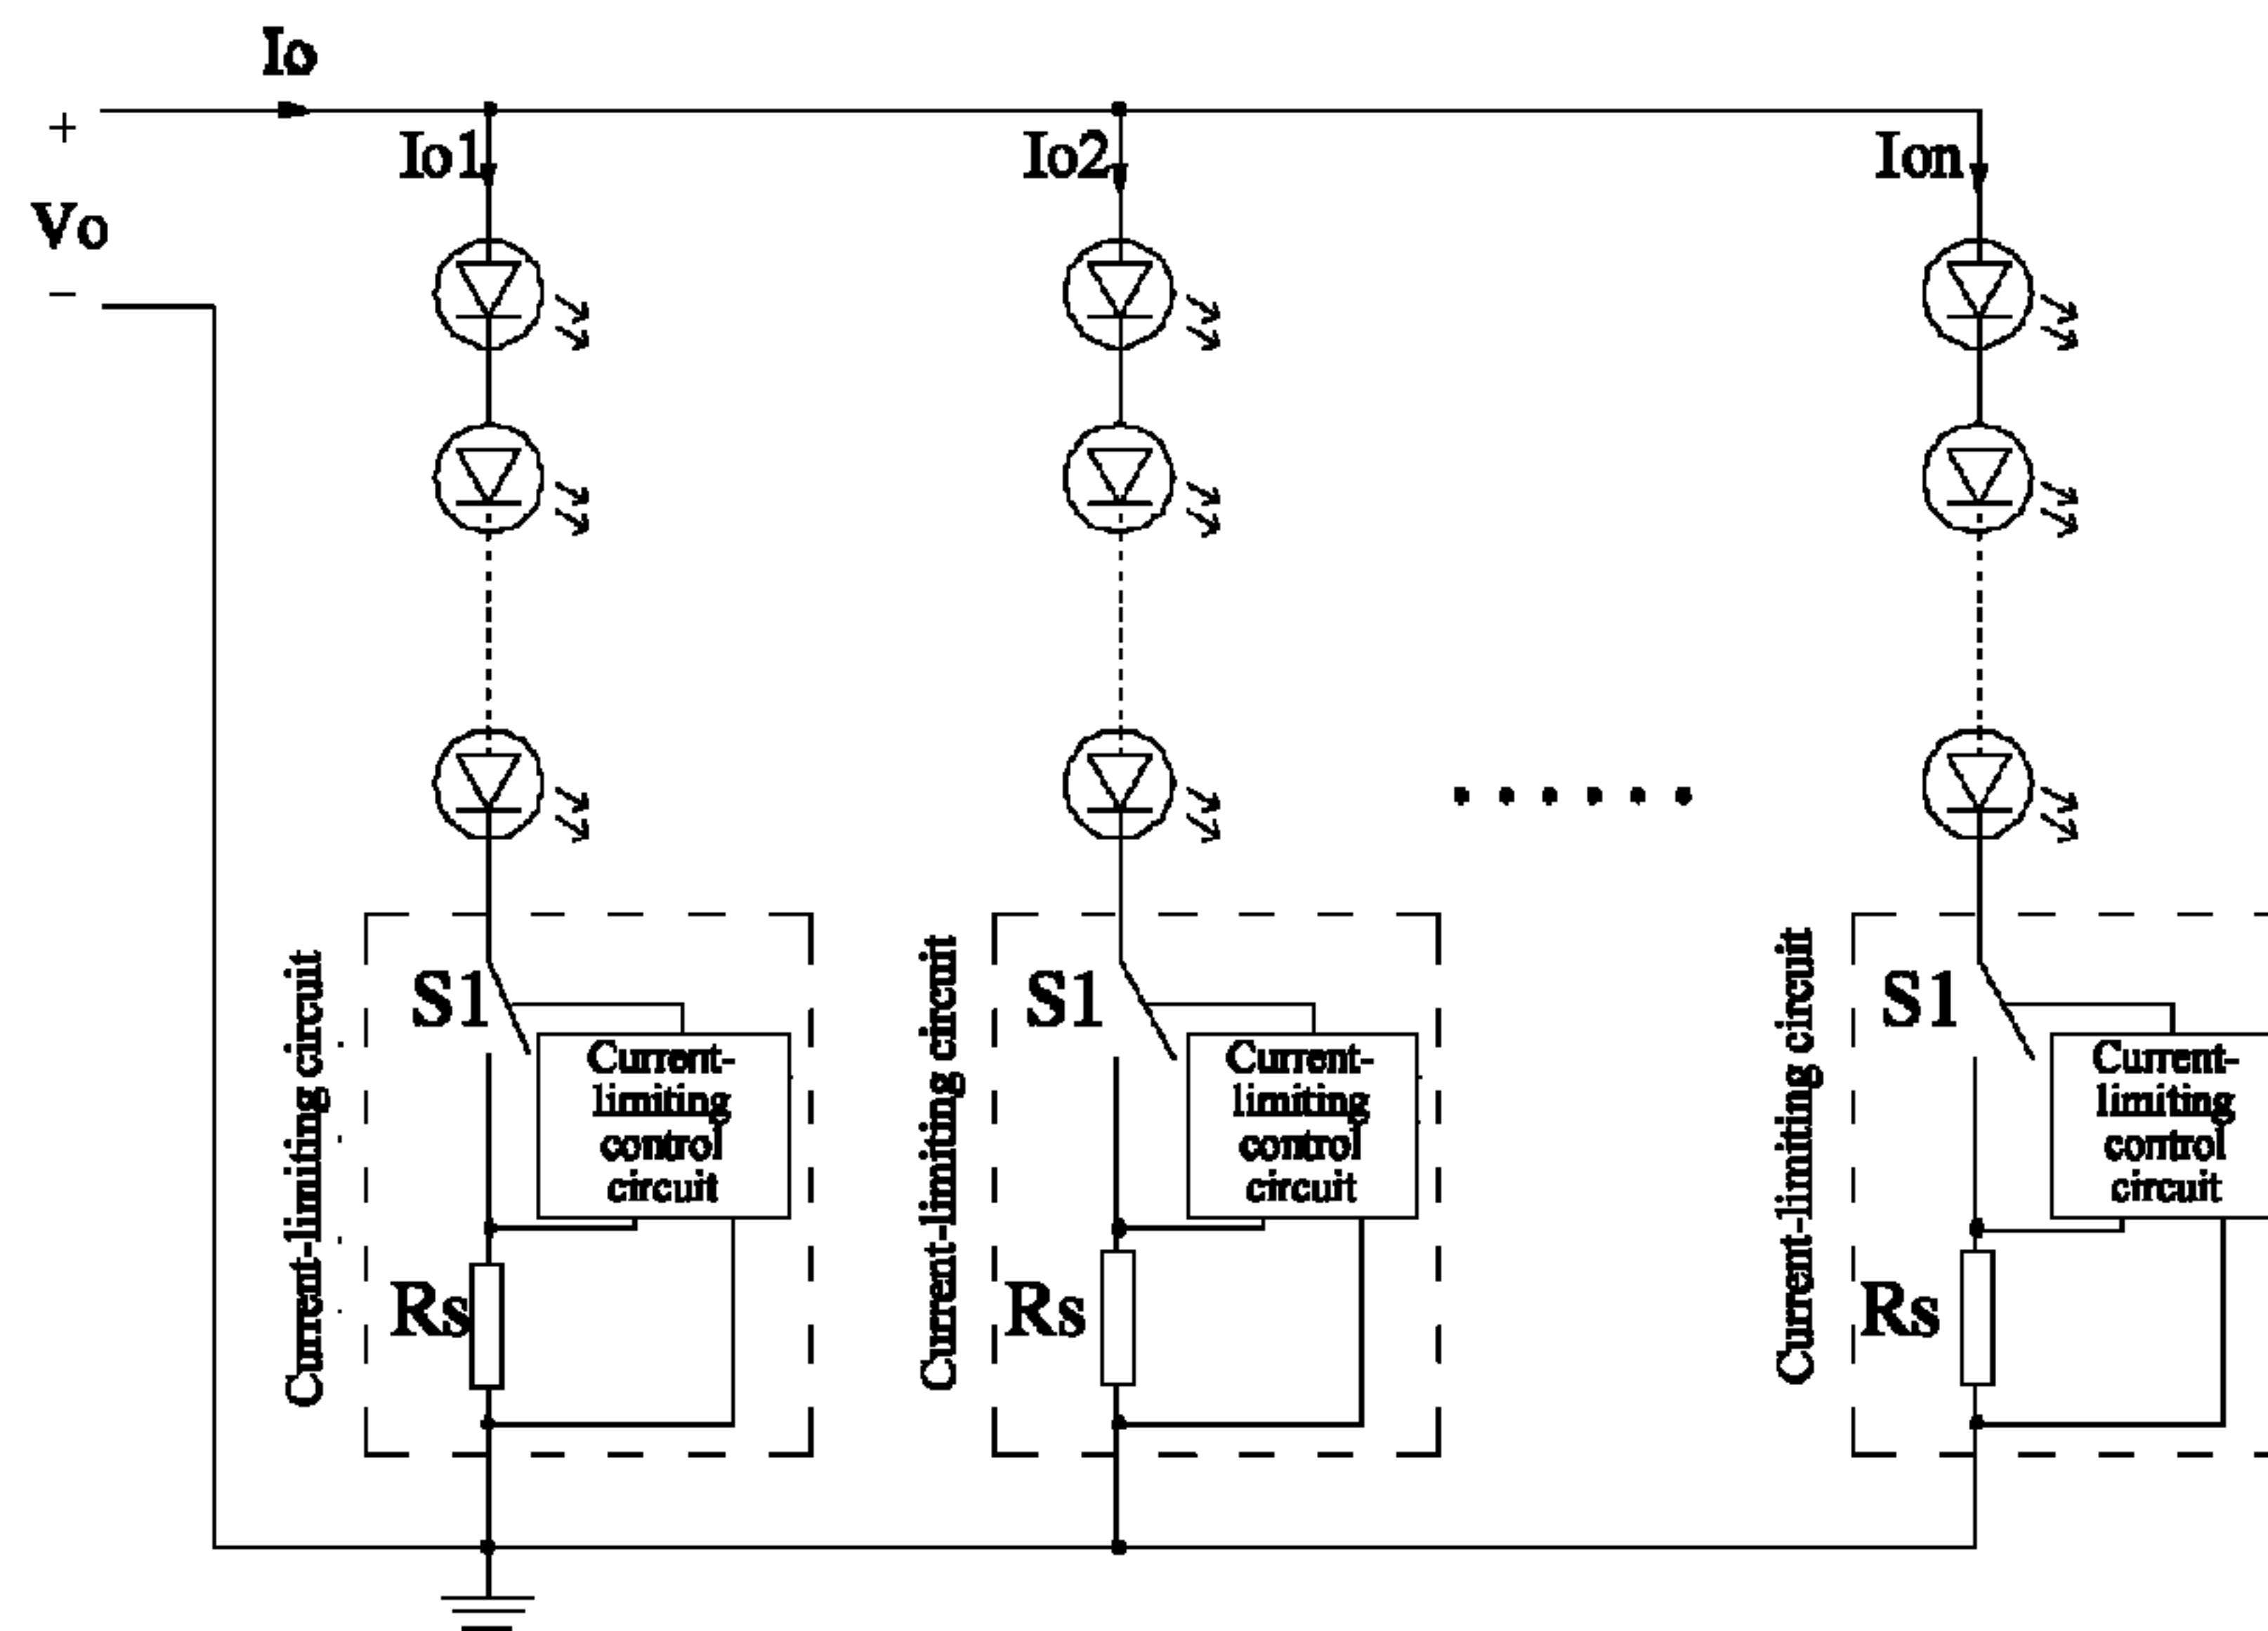 Io
+
Io1
Io2
Ion
Vo
−
Current-limiting circuit
S1
Current-
limiting
control
circuit
Rs
Current-limiting circuit
S1
Current-
limiting
control
circuit
Rs
Current-limiting circuit
S1
Current-
limiting
control
circuit
Rs